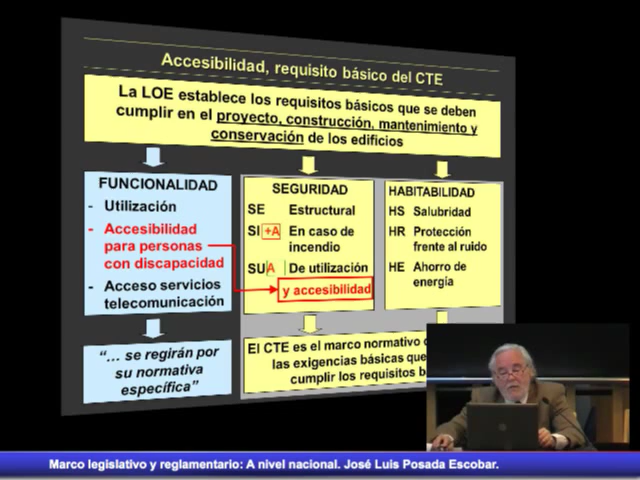 Accesibilidad, requisito básico del CTE
La LOE establece los requisitos básicos que se deben
cumplir en el proyecto, construcción, mantenimiento y
conservación de los edificios
FUNCIONALIDAD
- Utilización
- Accesibilidad
para personas
con discapacidad
- Acceso servicios
telecomunicación
"... se regirán por
su normativa
específica"
SEGURIDAD
SE Estructural
SI +A En caso de
incendio
SUA De utilización
y accesibilidad
HABITABILIDAD
HS Salubridad
HR Protección
frente al ruido
HE Ahorro de
energía
El CTE es el marco normativo
las exigencias básicas que
cumplir los requisitos
Marco legislativo y reglamentario: A nivel nacional. José Luis Posada Escobar.